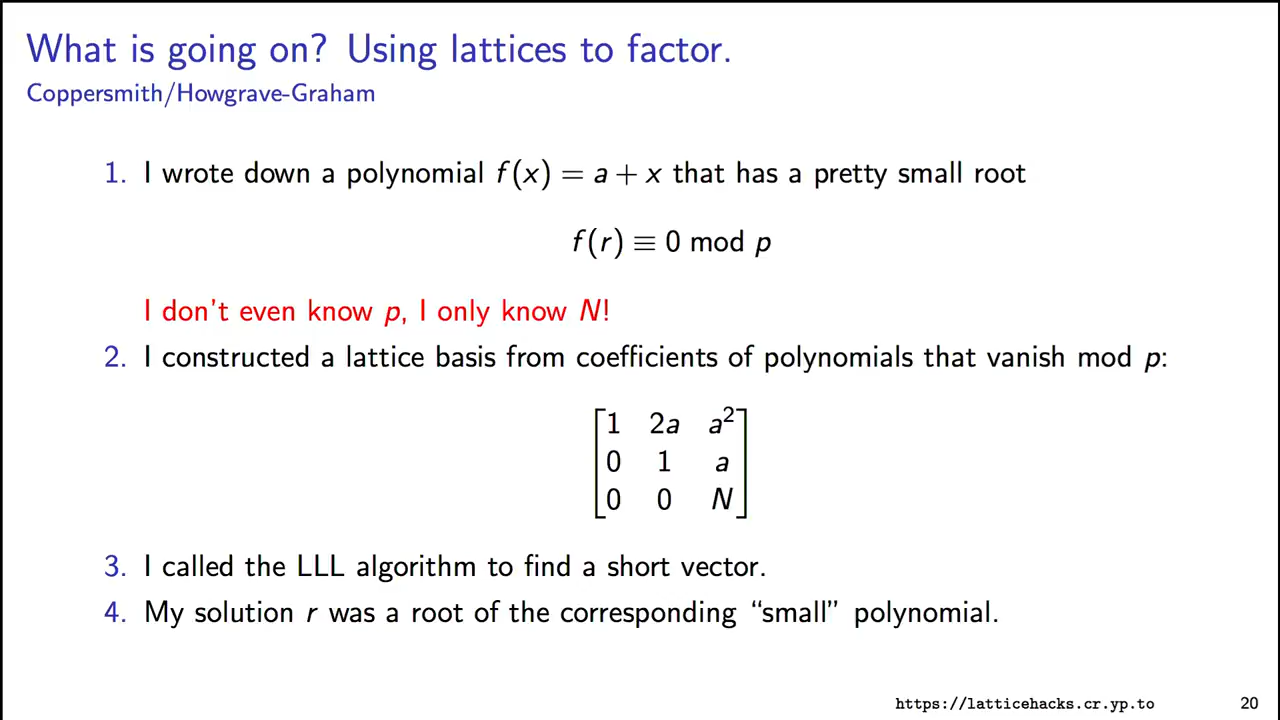 What is going on? Using lattices to factor.
Coppersmith/Howgrave-Graham
1. I wrote down a polynomial f(x) = a + x that has a pretty small root
f(r) ≡ 0 mod p
I don't even know p, I only know N!
2. I constructed a lattice basis from coefficients of polynomials that vanish mod p:
1 2a a²
0 1 a
0 0 N
3. I called the LLL algorithm to find a short vector.
4. My solution r was a root of the corresponding “small” polynomial.
https://latticehacks.cr.yp.to 20